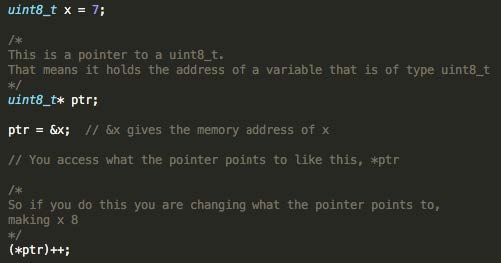 uint8_t x = 7;
/*
This is a pointer to a uint8_t.
That means it holds the address of a variable that is of type uint8_t
*/
uint8_t* ptr;
ptr = &x;  // &x gives the memory address of x
// You access what the pointer points to like this, *ptr
/*
So if you do this you are changing what the pointer points to,
making x 8
*/
(*ptr)++;